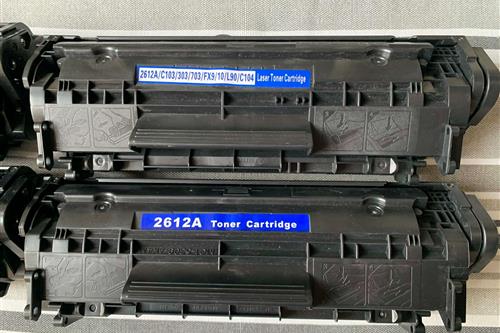 2612A/C103/303/703/FX9/10/L90/C104 Laser Toner Cartridge
2612A Toner Cartridge